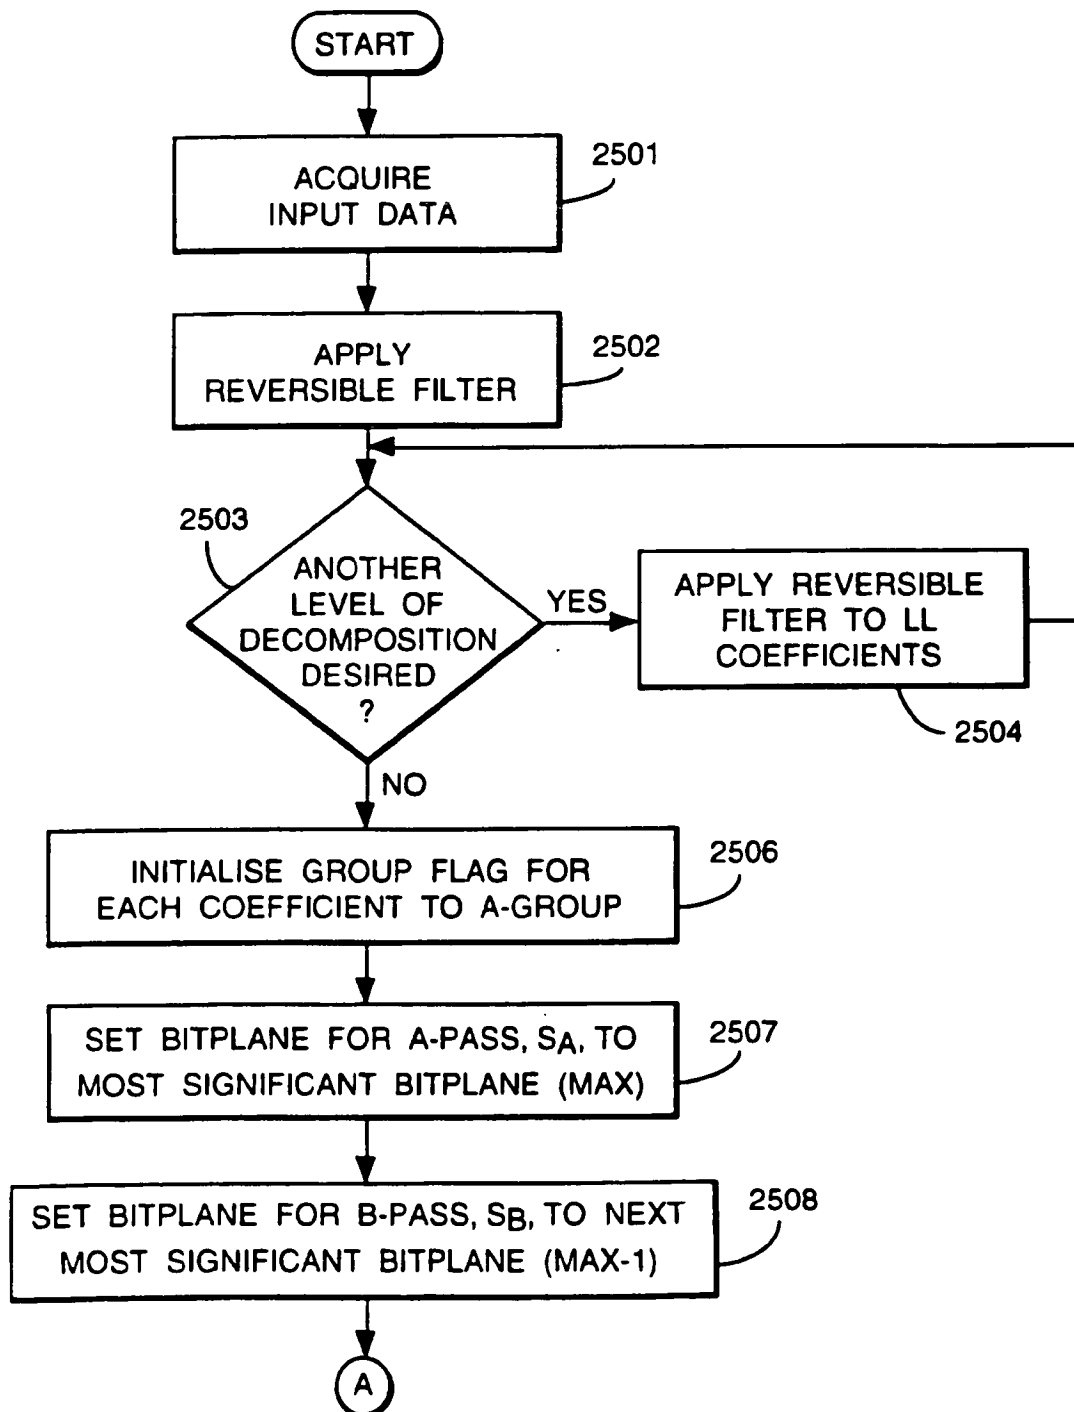 START
ACQUIRE
INPUT DATA
2501
APPLY
REVERSIBLE FILTER
2502
2503
ANOTHER
LEVEL OF
DECOMPOSITION
DESIRED
?
YES
APPLY REVERSIBLE
FILTER TO LL
COEFFICIENTS
2504
NO
INITIALISE GROUP FLAG FOR
EACH COEFFICIENT TO A-GROUP
2506
SET BITPLANE FOR A-PASS, SA, TO
MOST SIGNIFICANT BITPLANE (MAX)
2507
SET BITPLANE FOR B-PASS, SB, TO NEXT
MOST SIGNIFICANT BITPLANE (MAX-1)
2508
A